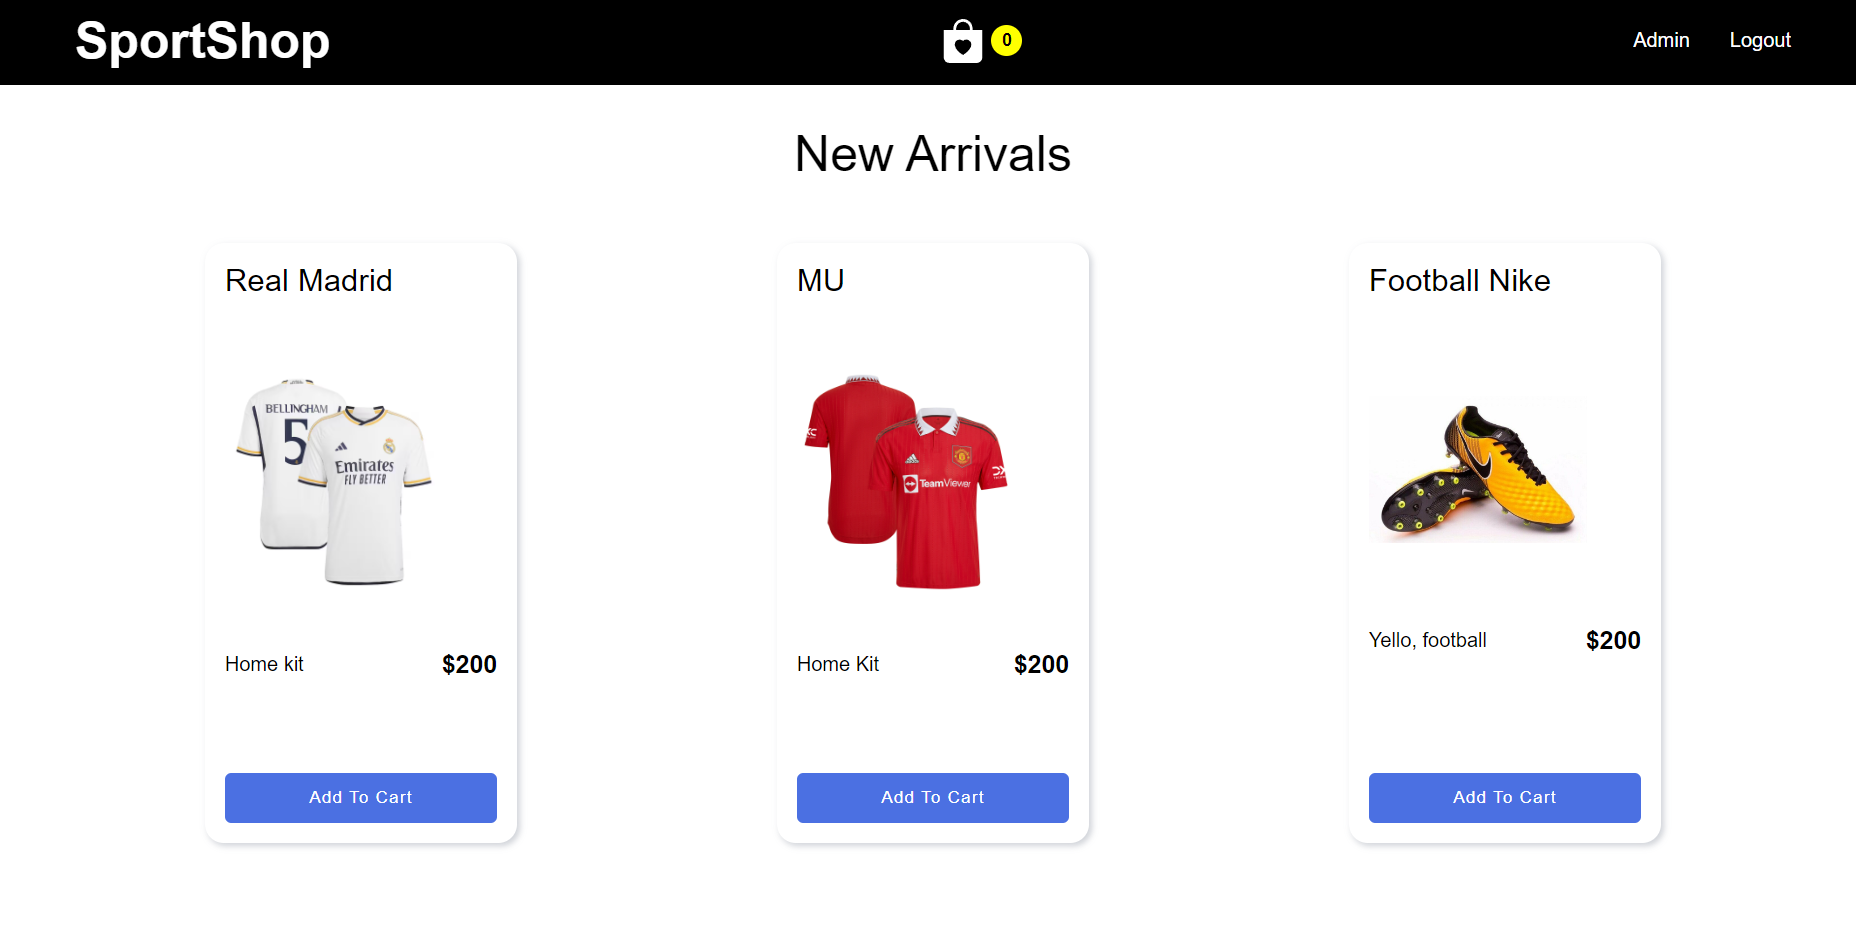 SportShop
0
Admin
Logout
New Arrivals
Real Madrid
BELLINGHAM
5
Emirates
FLY BETTER
Home kit
$200
Add To Cart
MU
TeamViewer
Home Kit
$200
Add To Cart
Football Nike
Yello, football
$200
Add To Cart